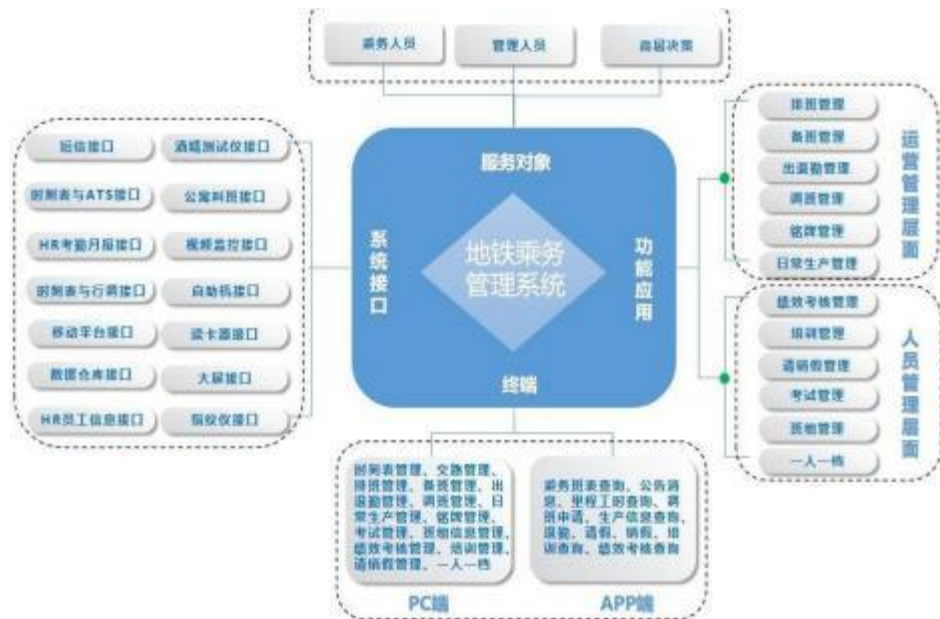 乘务人员
管理人员
高层决策
服务对象
系统接口
地铁乘务
管理系统
功能应用
终端
短信接口
酒精测试仪接口
时刻表与ATS接口
公寓叫班接口
HR考勤月报接口
视频监控接口
时刻表与行调接口
自助机接口
移动平台接口
读卡器接口
数据仓库接口
大屏接口
HR员工信息接口
指纹仪接口
排班管理
备班管理
出退勤管理
调班管理
铭牌管理
日常生产管理
运营管理层面
绩效考核管理
培训管理
请销假管理
考试管理
班组管理
一人一档
人员管理层面
时刻表管理、交路管理、
排班管理、备班管理、出
退勤管理、调班管理、日
常生产管理、铭牌管理、
考试管理、班组信息管理、
绩效考核管理、培训管理、
请销假管理、一人一档
PC端
乘务班表查询、公告消
息、里程工时查询、调
班申请、生产信息查询、
退勤、请假、销假、培
训查询、绩效考核查询
APP端